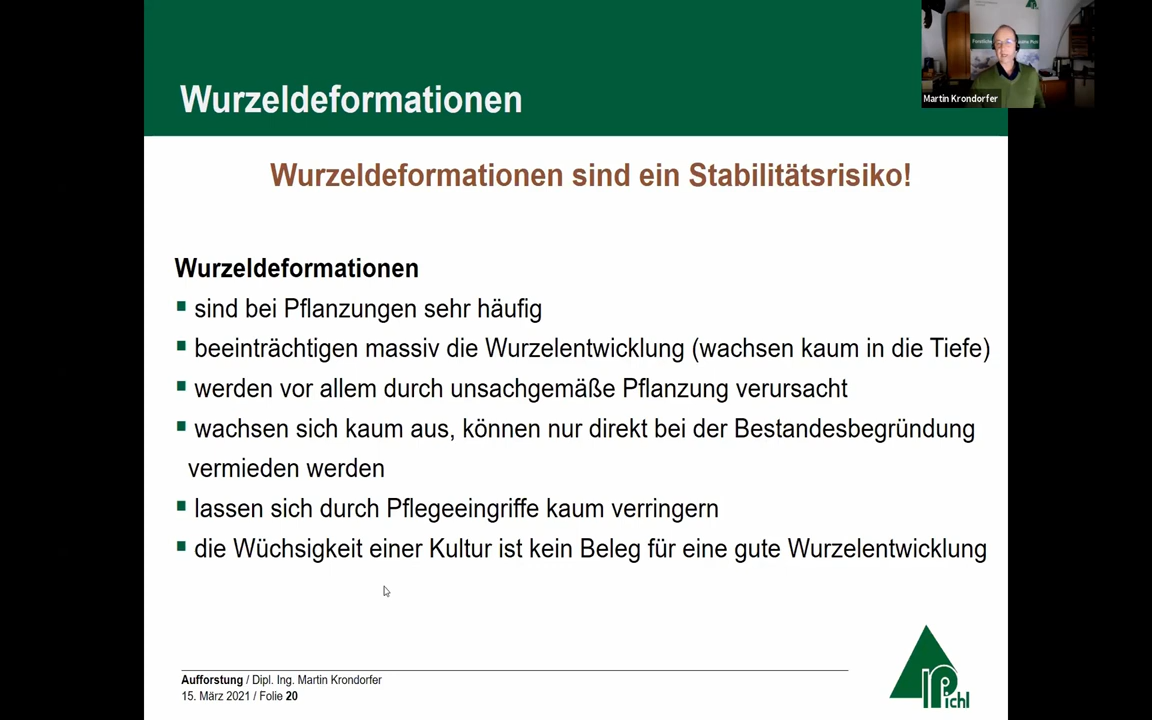 Wurzeldeformationen
Martin Krondorfer
Wurzeldeformationen sind ein Stabilitätsrisiko!
Wurzeldeformationen
▪ sind bei Pflanzungen sehr häufig
▪ beeinträchtigen massiv die Wurzelentwicklung (wachsen kaum in die Tiefe)
▪ werden vor allem durch unsachgemäße Pflanzung verursacht
▪ wachsen sich kaum aus, können nur direkt bei der Bestandesbegründung
vermieden werden
▪ lassen sich durch Pflegeeingriffe kaum verringern
▪ die Wüchsigkeit einer Kultur ist kein Beleg für eine gute Wurzelentwicklung
Aufforstung / Dipl. Ing. Martin Krondorfer
15. März 2021 / Folie 20
Pichl